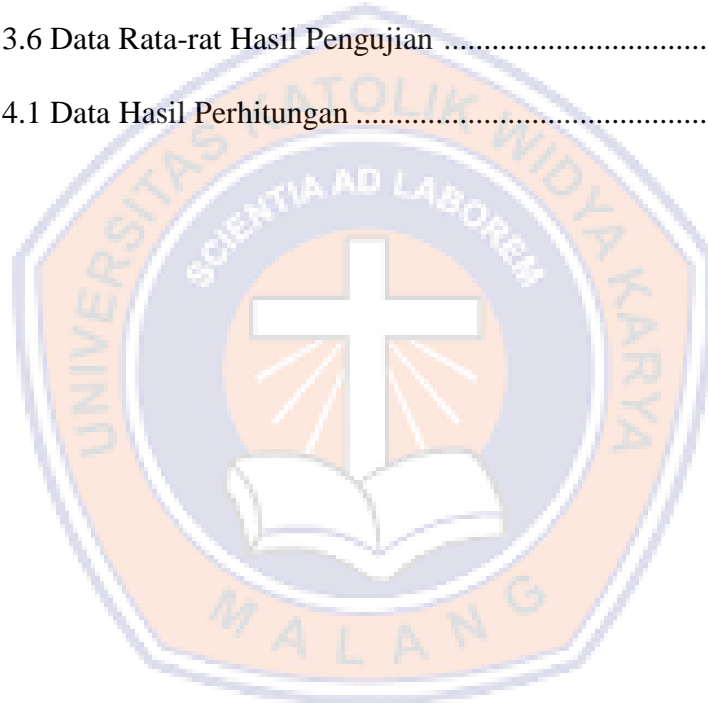 3.6 Data Rata-rat Hasil Pengujian .................................
4.1 Data Hasil Perhitungan ............................................
UNIVERSITAS KATOLIK WIDYA KARYA
SCIENTIA AD LABOREM
MALANG